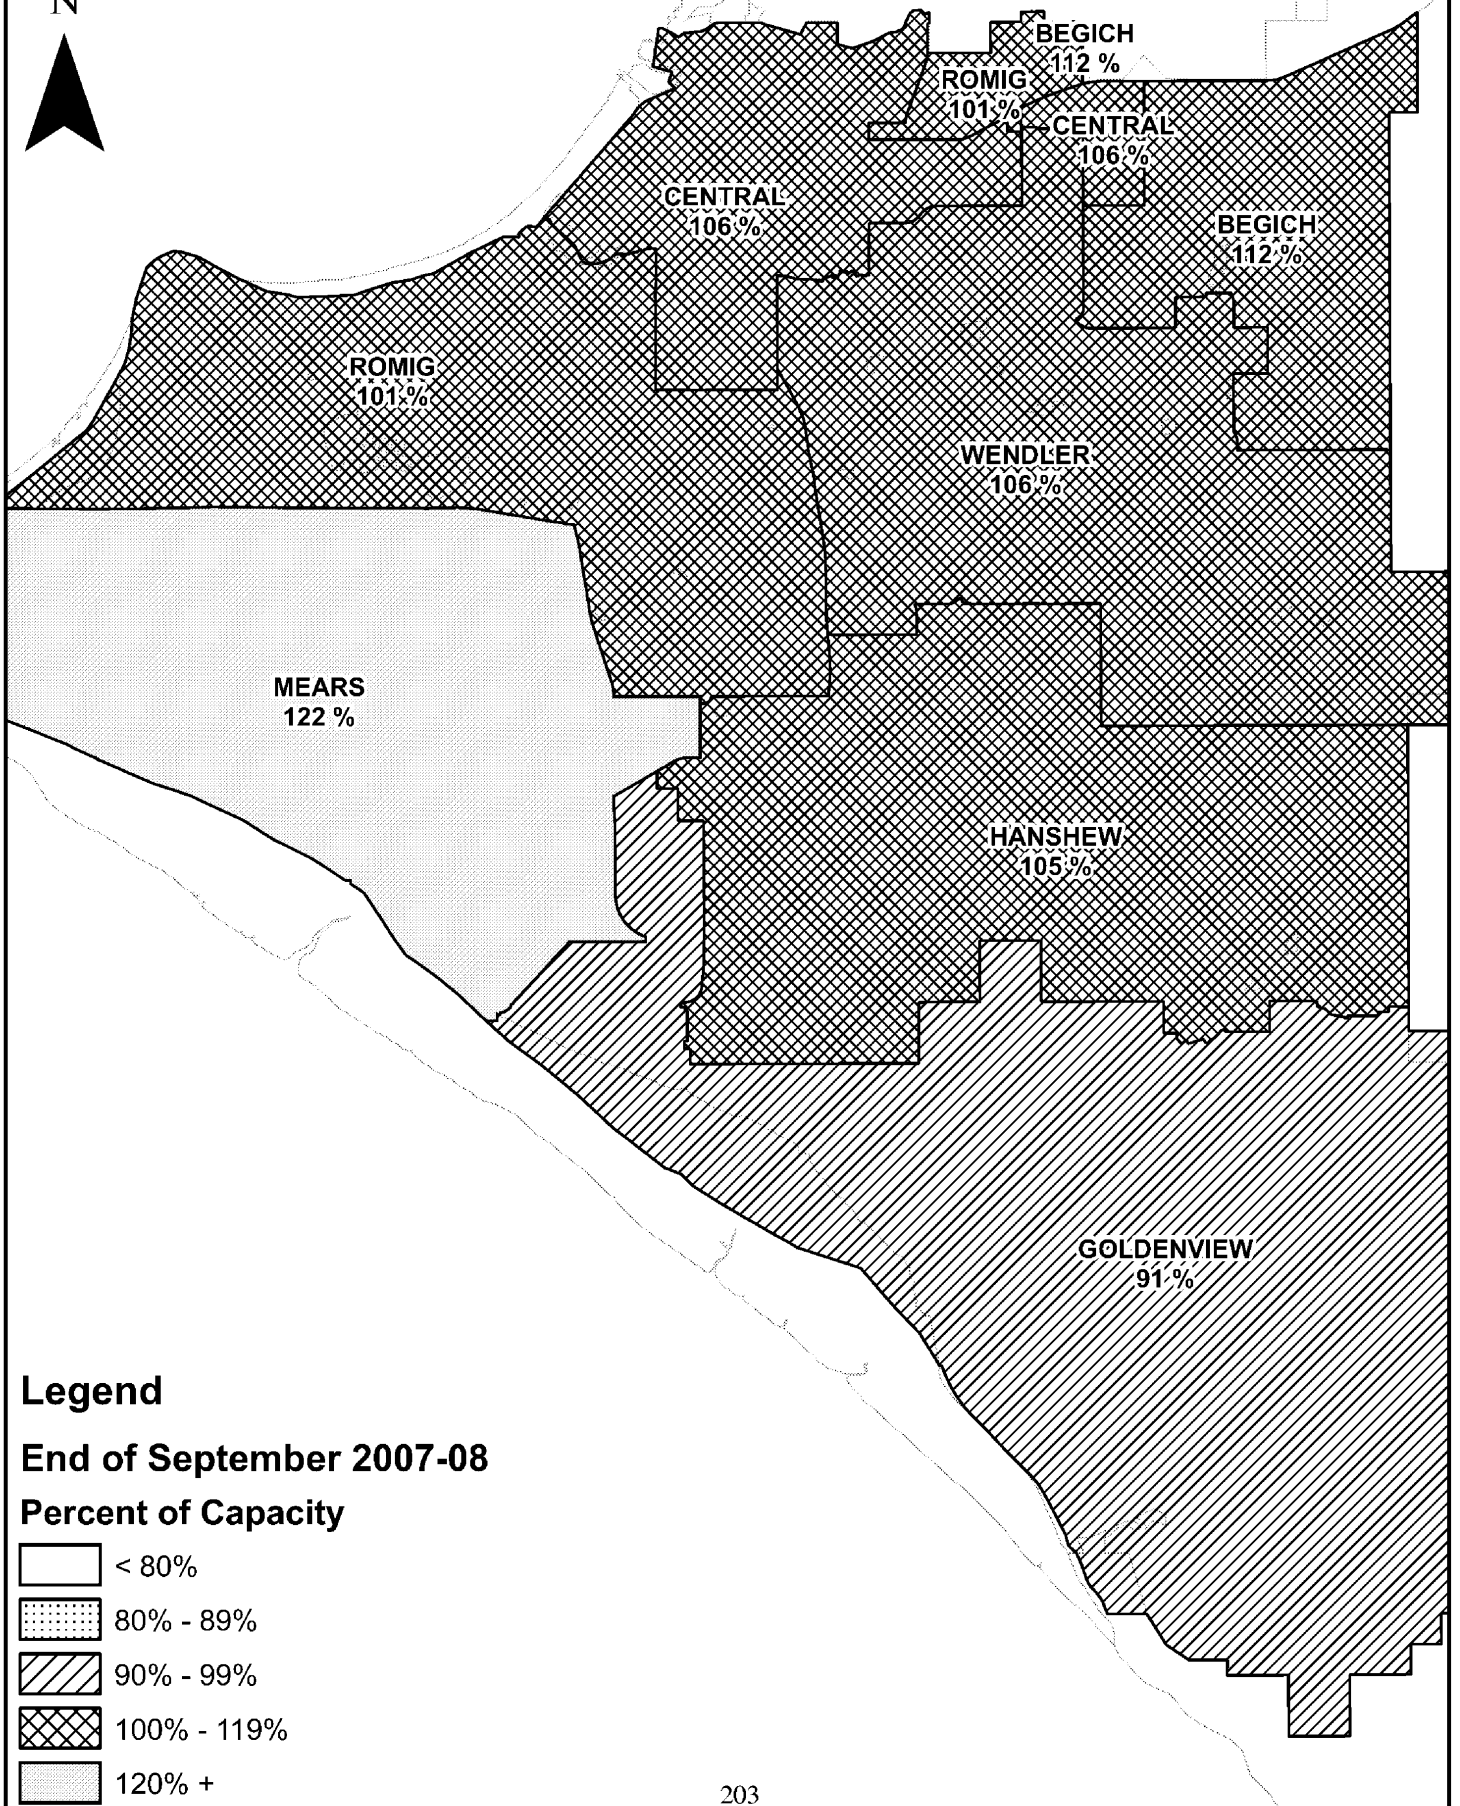 N
BEGICH
112 %
ROMIG
101 %
CENTRAL
106 %
CENTRAL
106 %
BEGICH
112 %
ROMIG
101 %
WENDLER
106 %
MEARS
122 %
HANSHEW
105 %
GOLDENVIEW
91 %
Legend
End of September 2007-08
Percent of Capacity
< 80%
80% - 89%
90% - 99%
100% - 119%
120% +
203